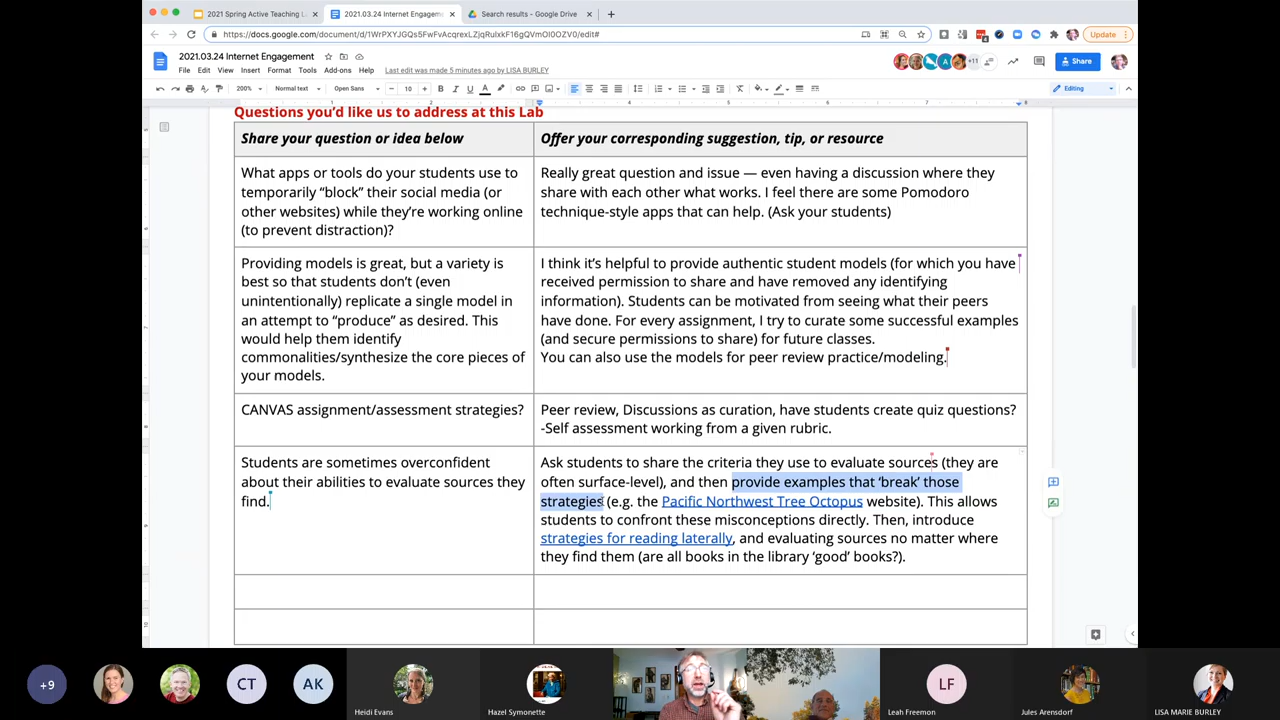 2021 Spring Active Teaching L
2021.03.24 Internet Engageme
Search results - Google Drive
https://docs.google.com/document/d/1WrPXYJGQs5FwFvAcqrexLZjqRulxkF16gQVmOl0OZV0/edit#
Update
2021.03.24 Internet Engagement
File Edit View Insert Format Tools Add-ons Help Last edit was made 5 minutes ago by LISA BURLEY
+11
Share
200% Normal text Open Sans 10 Editing
Questions you'd like us to address at this Lab
Share your question or idea below
Offer your corresponding suggestion, tip, or resource
What apps or tools do your students use to
temporarily “block” their social media (or
other websites) while they’re working online
(to prevent distraction)?
Really great question and issue — even having a discussion where they
share with each other what works. I feel there are some Pomodoro
technique-style apps that can help. (Ask your students)
Providing models is great, but a variety is
best so that students don’t (even
unintentionally) replicate a single model in
an attempt to “produce” as desired. This
would help them identify
commonalities/synthesize the core pieces of
your models.
I think it’s helpful to provide authentic student models (for which you have
received permission to share and have removed any identifying
information). Students can be motivated from seeing what their peers
have done. For every assignment, I try to curate some successful examples
(and secure permissions to share) for future classes.
You can also use the models for peer review practice/modeling.
CANVAS assignment/assessment strategies?
Peer review, Discussions as curation, have students create quiz questions?
-Self assessment working from a given rubric.
Students are sometimes overconfident
about their abilities to evaluate sources they
find.
Ask students to share the criteria they use to evaluate sources (they are
often surface-level), and then provide examples that ‘break’ those
strategies (e.g. the Pacific Northwest Tree Octopus website). This allows
students to confront these misconceptions directly. Then, introduce
strategies for reading laterally, and evaluating sources no matter where
they find them (are all books in the library ‘good’ books?).
+9
CT
AK
Heidi Evans
Hazel Symonette
LF
Leah Freemon
Jules Arensdorf
LISA MARIE BURLEY